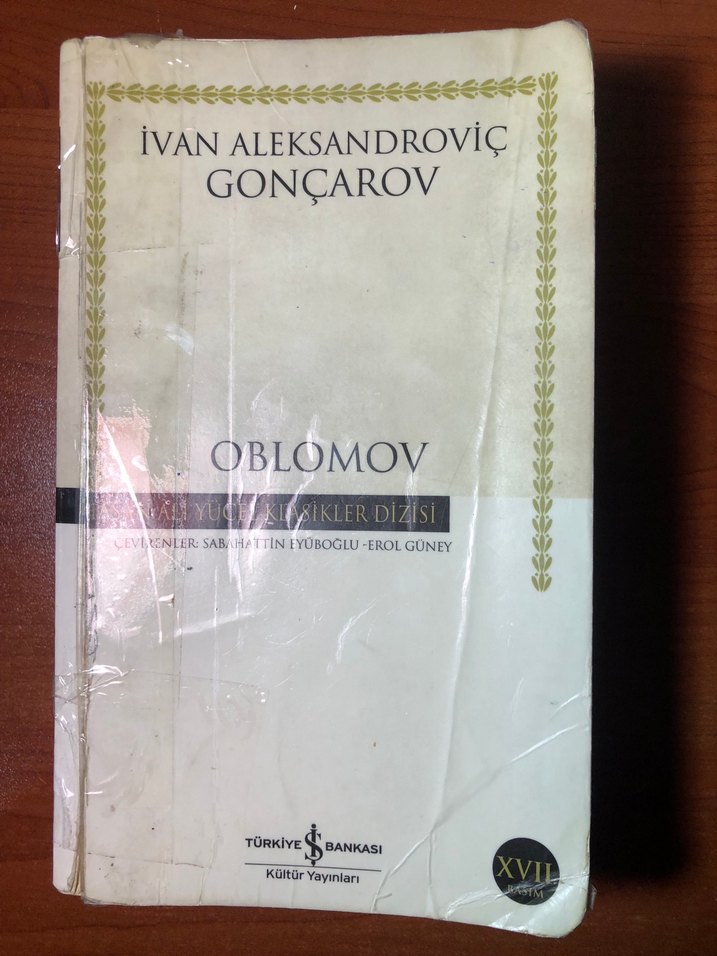 İVAN ALEKSANDROVİÇ
GONÇAROV
OBLOMOV
ALİ YÜCEL KLASİKLER DİZİSİ
ÇEVİRENLER: SABAHATTİN EYÜBOĞLU -EROL GÜNEY
TÜRKİYE İŞ BANKASI
Kültür Yayınları
XVII
BASIM